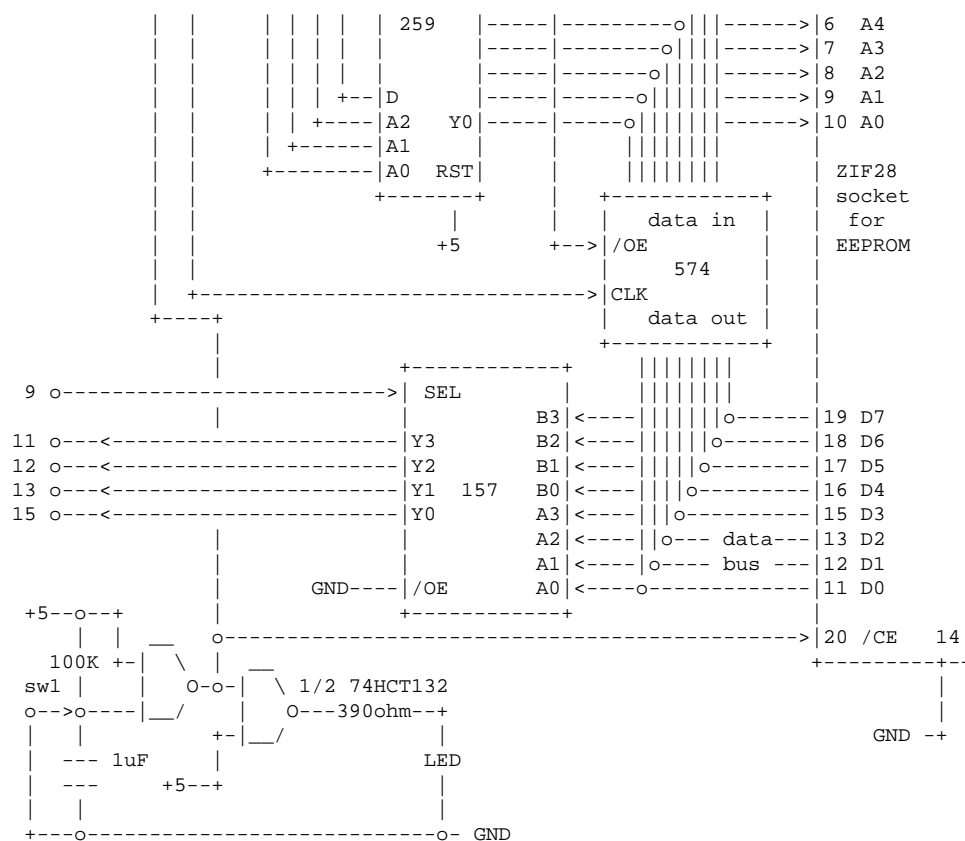 259 6 A4
7 A3
8 A2
D 9 A1
A2 Y0 10 A0
A1
A0 RST ZIF28
socket
data in for
+5 /OE EEPROM
574
CLK
data out
9 SEL
B3 19 D7
11 Y3 B2 18 D6
12 Y2 B1 17 D5
13 Y1 157 B0 16 D4
15 Y0 A3 15 D3
A2 data 13 D2
A1 bus 12 D1
GND /OE A0 11 D0
+5
20 /CE 14
100K
sw1 1/2 74HCT132
390ohm
GND
1uF LED
+5
GND